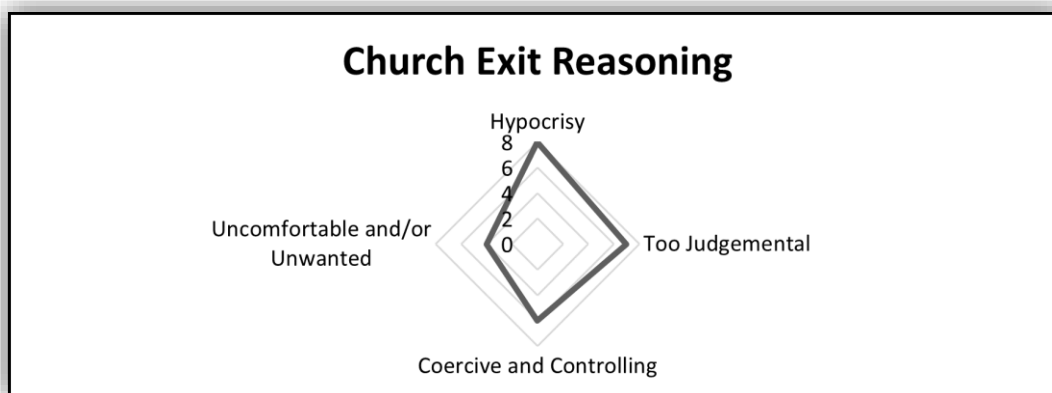 Church Exit Reasoning
Hypocrisy
8
6
4
2
0
Uncomfortable and/or
Unwanted
Too Judgemental
Coercive and Controlling